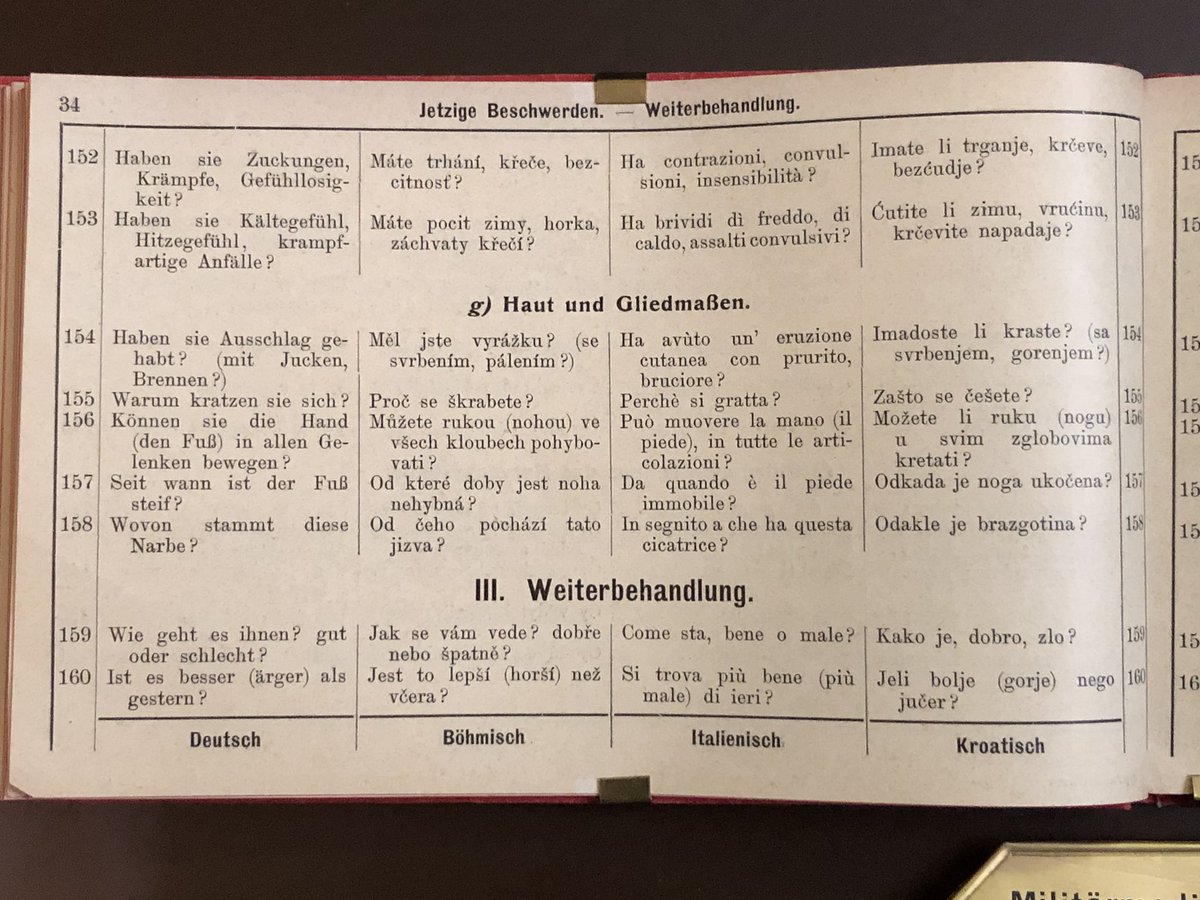 34
Jetzige Beschwerden. — Weiterbehandlung.
152
Haben sie Zuckungen,
Krämpfe, Gefühllosig-
keit?
Máte trhání, křeče, bez-
citnosť?
Ha contrazioni, convul-
sioni, insensibilità?
Imate li trganje, krčeve,
bezćudje?
152
153
Haben sie Kältegefühl,
Hitzegefühl, krampf-
artige Anfälle?
Máte pocit zimy, horka,
záchvaty křečí?
Ha brividi dì freddo, di
caldo, assalti convulsivi?
Ćutite li zimu, vrućinu,
krčevite napadaje?
153
g) Haut und Gliedmaßen.
154
Haben sie Ausschlag ge-
habt? (mit Jucken,
Brennen?)
Měl jste vyrážku? (se
svrbením, pálením?)
Ha avùto un' eruzione
cutanea con prurito,
bruciore?
Imadoste li kraste? (sa
svrbenjem, gorenjem?)
154
155
Warum kratzen sie sich?
Proč se škrabete?
Perchè si gratta?
Zašto se češete?
155
156
Können sie die Hand
(den Fuß) in allen Ge-
lenken bewegen?
Můžete rukou (nohou) ve
všech kloubech pohybo-
vati?
Può muovere la mano (il
piede), in tutte le arti-
colazioni?
Možete li ruku (nogu)
u svim zglobovima
kretati?
156
157
Seit wann ist der Fuß
steif?
Od které doby jest noha
nehybná?
Da quando è il piede
immobile?
Odkada je noga ukočena?
157
158
Wovon stammt diese
Narbe?
Od čeho pochází tato
jizva?
In segnito a che ha questa
cicatrice?
Odakle je brazgotina?
158
III. Weiterbehandlung.
159
Wie geht es ihnen? gut
oder schlecht?
Jak se vám vede? dobře
nebo špatně?
Come sta, bene o male?
Kako je, dobro, zlo?
159
160
Ist es besser (ärger) als
gestern?
Jest to lepší (horší) než
včera?
Si trova più bene (più
male) di ieri?
Jeli bolje (gorje) nego
jučer?
160
Deutsch
Böhmisch
Italienisch
Kroatisch